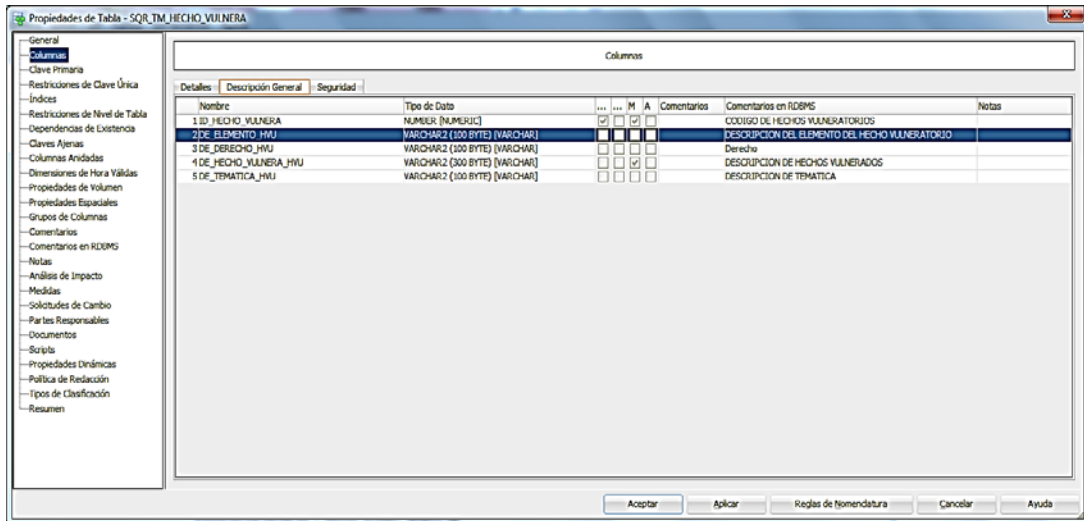 Propiedades de Tabla - SQR_TM_HECHO_VULNERA
General
Columnas
Clave Primaria
Restricciones de Clave Única
Índices
Restricciones de Nivel de Tabla
Dependencias de Existencia
Claves Ajenas
Columnas Anidadas
Dimensiones de Hora Válidas
Propiedades de Volumen
Propiedades Espaciales
Grupos de Columnas
Comentarios
Comentarios en RDBMS
Notas
Análisis de Impacto
Medidas
Solicitudes de Cambio
Partes Responsables
Documentos
Scripts
Propiedades Dinámicas
Política de Redacción
Tipos de Clasificación
Resumen
Columnas
Detalles Descripción General Seguridad
Nombre Tipo de Dato ... ... M A Comentarios Comentarios en RDBMS Notas
1 ID_HECHO_VULNERA NUMBER [NUMERIC] CODIGO DE HECHOS VULNERATORIOS
2 DE_ELEMENTO_HVU VARCHAR2 (100 BYTE) [VARCHAR] DESCRIPCION DEL ELEMENTO DEL HECHO VULNERATORIO
3 DE_DERECHO_HVU VARCHAR2 (100 BYTE) [VARCHAR] Derecho
4 DE_HECHO_VULNERA_HVU VARCHAR2 (300 BYTE) [VARCHAR] DESCRIPCION DE HECHOS VULNERADOS
5 DE_TEMATICA_HVU VARCHAR2 (100 BYTE) [VARCHAR] DESCRIPCION DE TEMATICA
Aceptar Aplicar Reglas de Nomenclatura Cancelar Ayuda